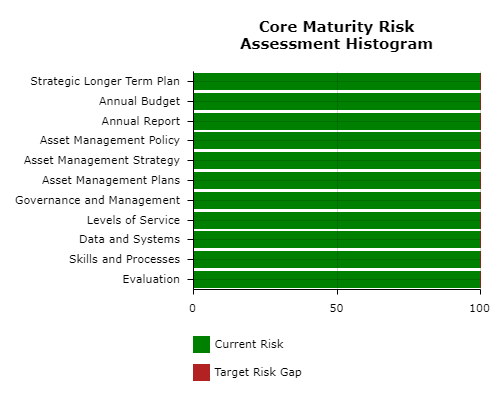 Core Maturity Risk
Assessment Histogram
Strategic Longer Term Plan
Annual Budget
Annual Report
Asset Management Policy
Asset Management Strategy
Asset Management Plans
Governance and Management
Levels of Service
Data and Systems
Skills and Processes
Evaluation
0 50 100
Current Risk
Target Risk Gap